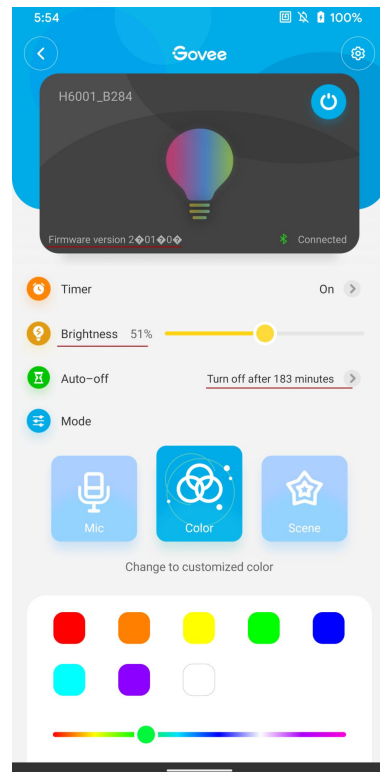 5:54 100%
Govee
H6001_B284
Firmware version 2�01�0� Connected
Timer On
Brightness 51%
Auto-off Turn off after 183 minutes
Mode
Mic Color Scene
Change to customized color